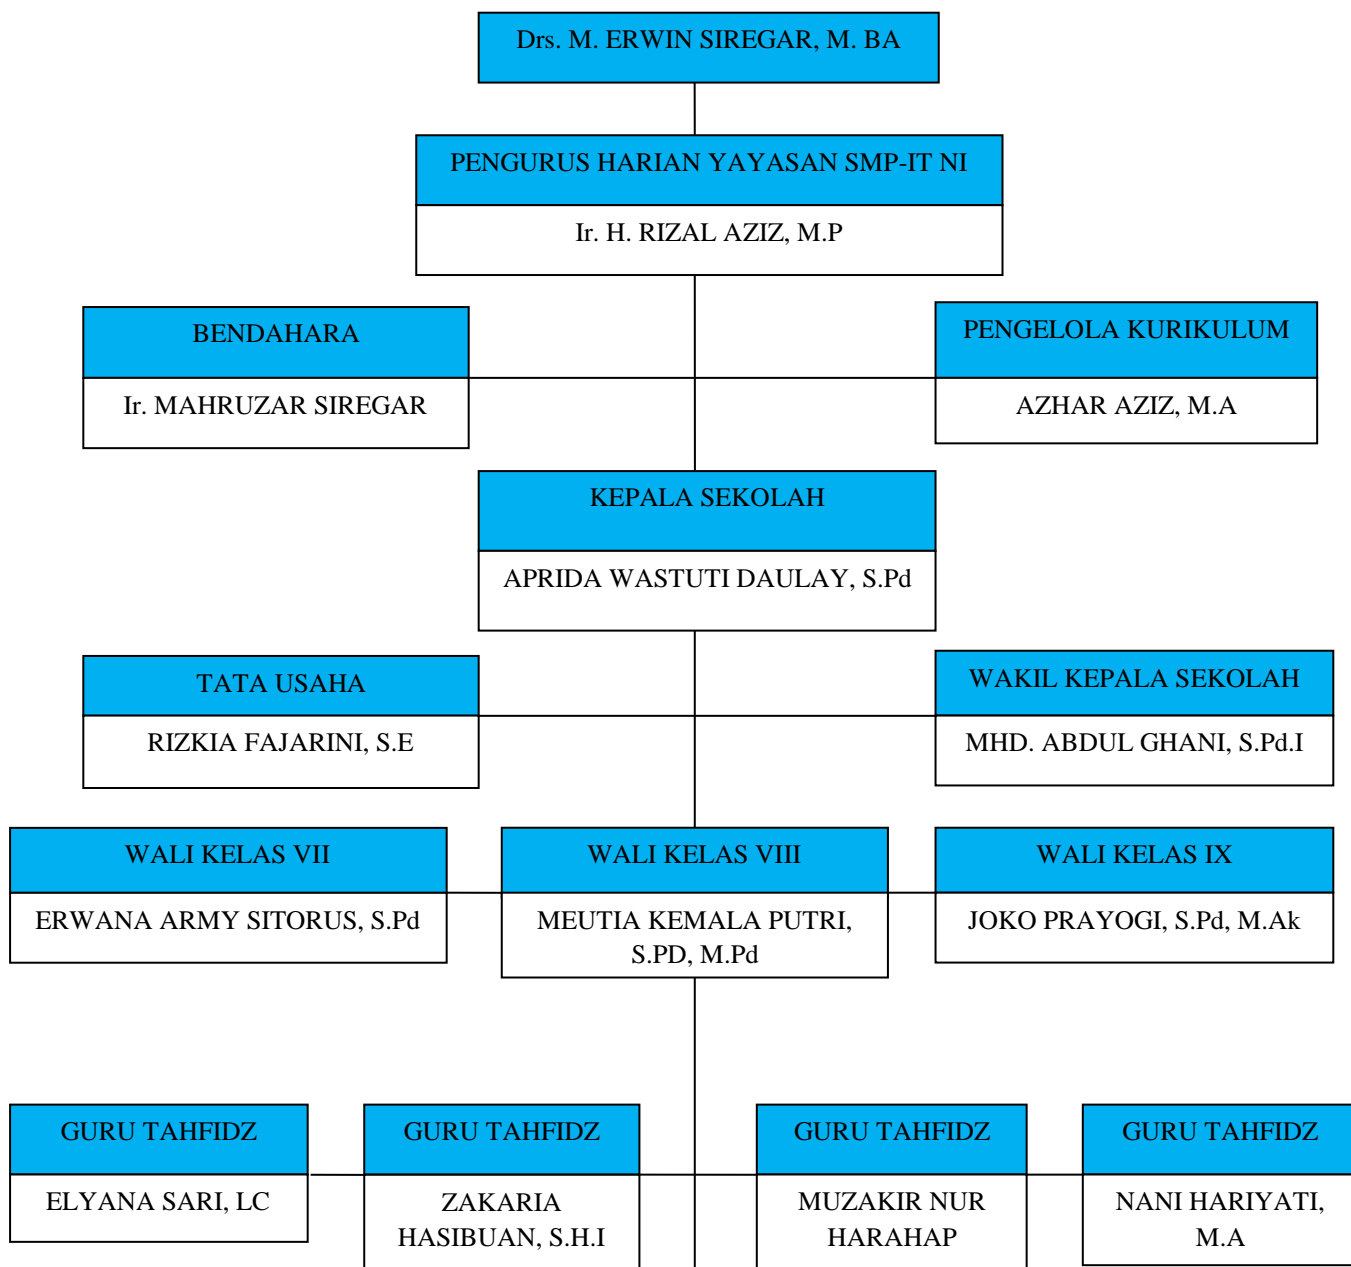 Drs. M. ERWIN SIREGAR, M. BA
PENGURUS HARIAN YAYASAN SMP-IT NI
Ir. H. RIZAL AZIZ, M.P
BENDAHARA
Ir. MAHRUZAR SIREGAR
PENGELOLA KURIKULUM
AZHAR AZIZ, M.A
KEPALA SEKOLAH
APRIDA WASTUTI DAULAY, S.Pd
TATA USAHA
RIZKIA FAJARINI, S.E
WAKIL KEPALA SEKOLAH
MHD. ABDUL GHANI, S.Pd.I
WALI KELAS VII
ERWANA ARMY SITORUS, S.Pd
WALI KELAS VIII
MEUTIA KEMALA PUTRI,
S.PD, M.Pd
WALI KELAS IX
JOKO PRAYOGI, S.Pd, M.Ak
GURU TAHFIDZ
ELYANA SARI, LC
GURU TAHFIDZ
ZAKARIA
HASIBUAN, S.H.I
GURU TAHFIDZ
MUZAKIR NUR
HARAHAP
GURU TAHFIDZ
NANI HARIYATI,
M.A